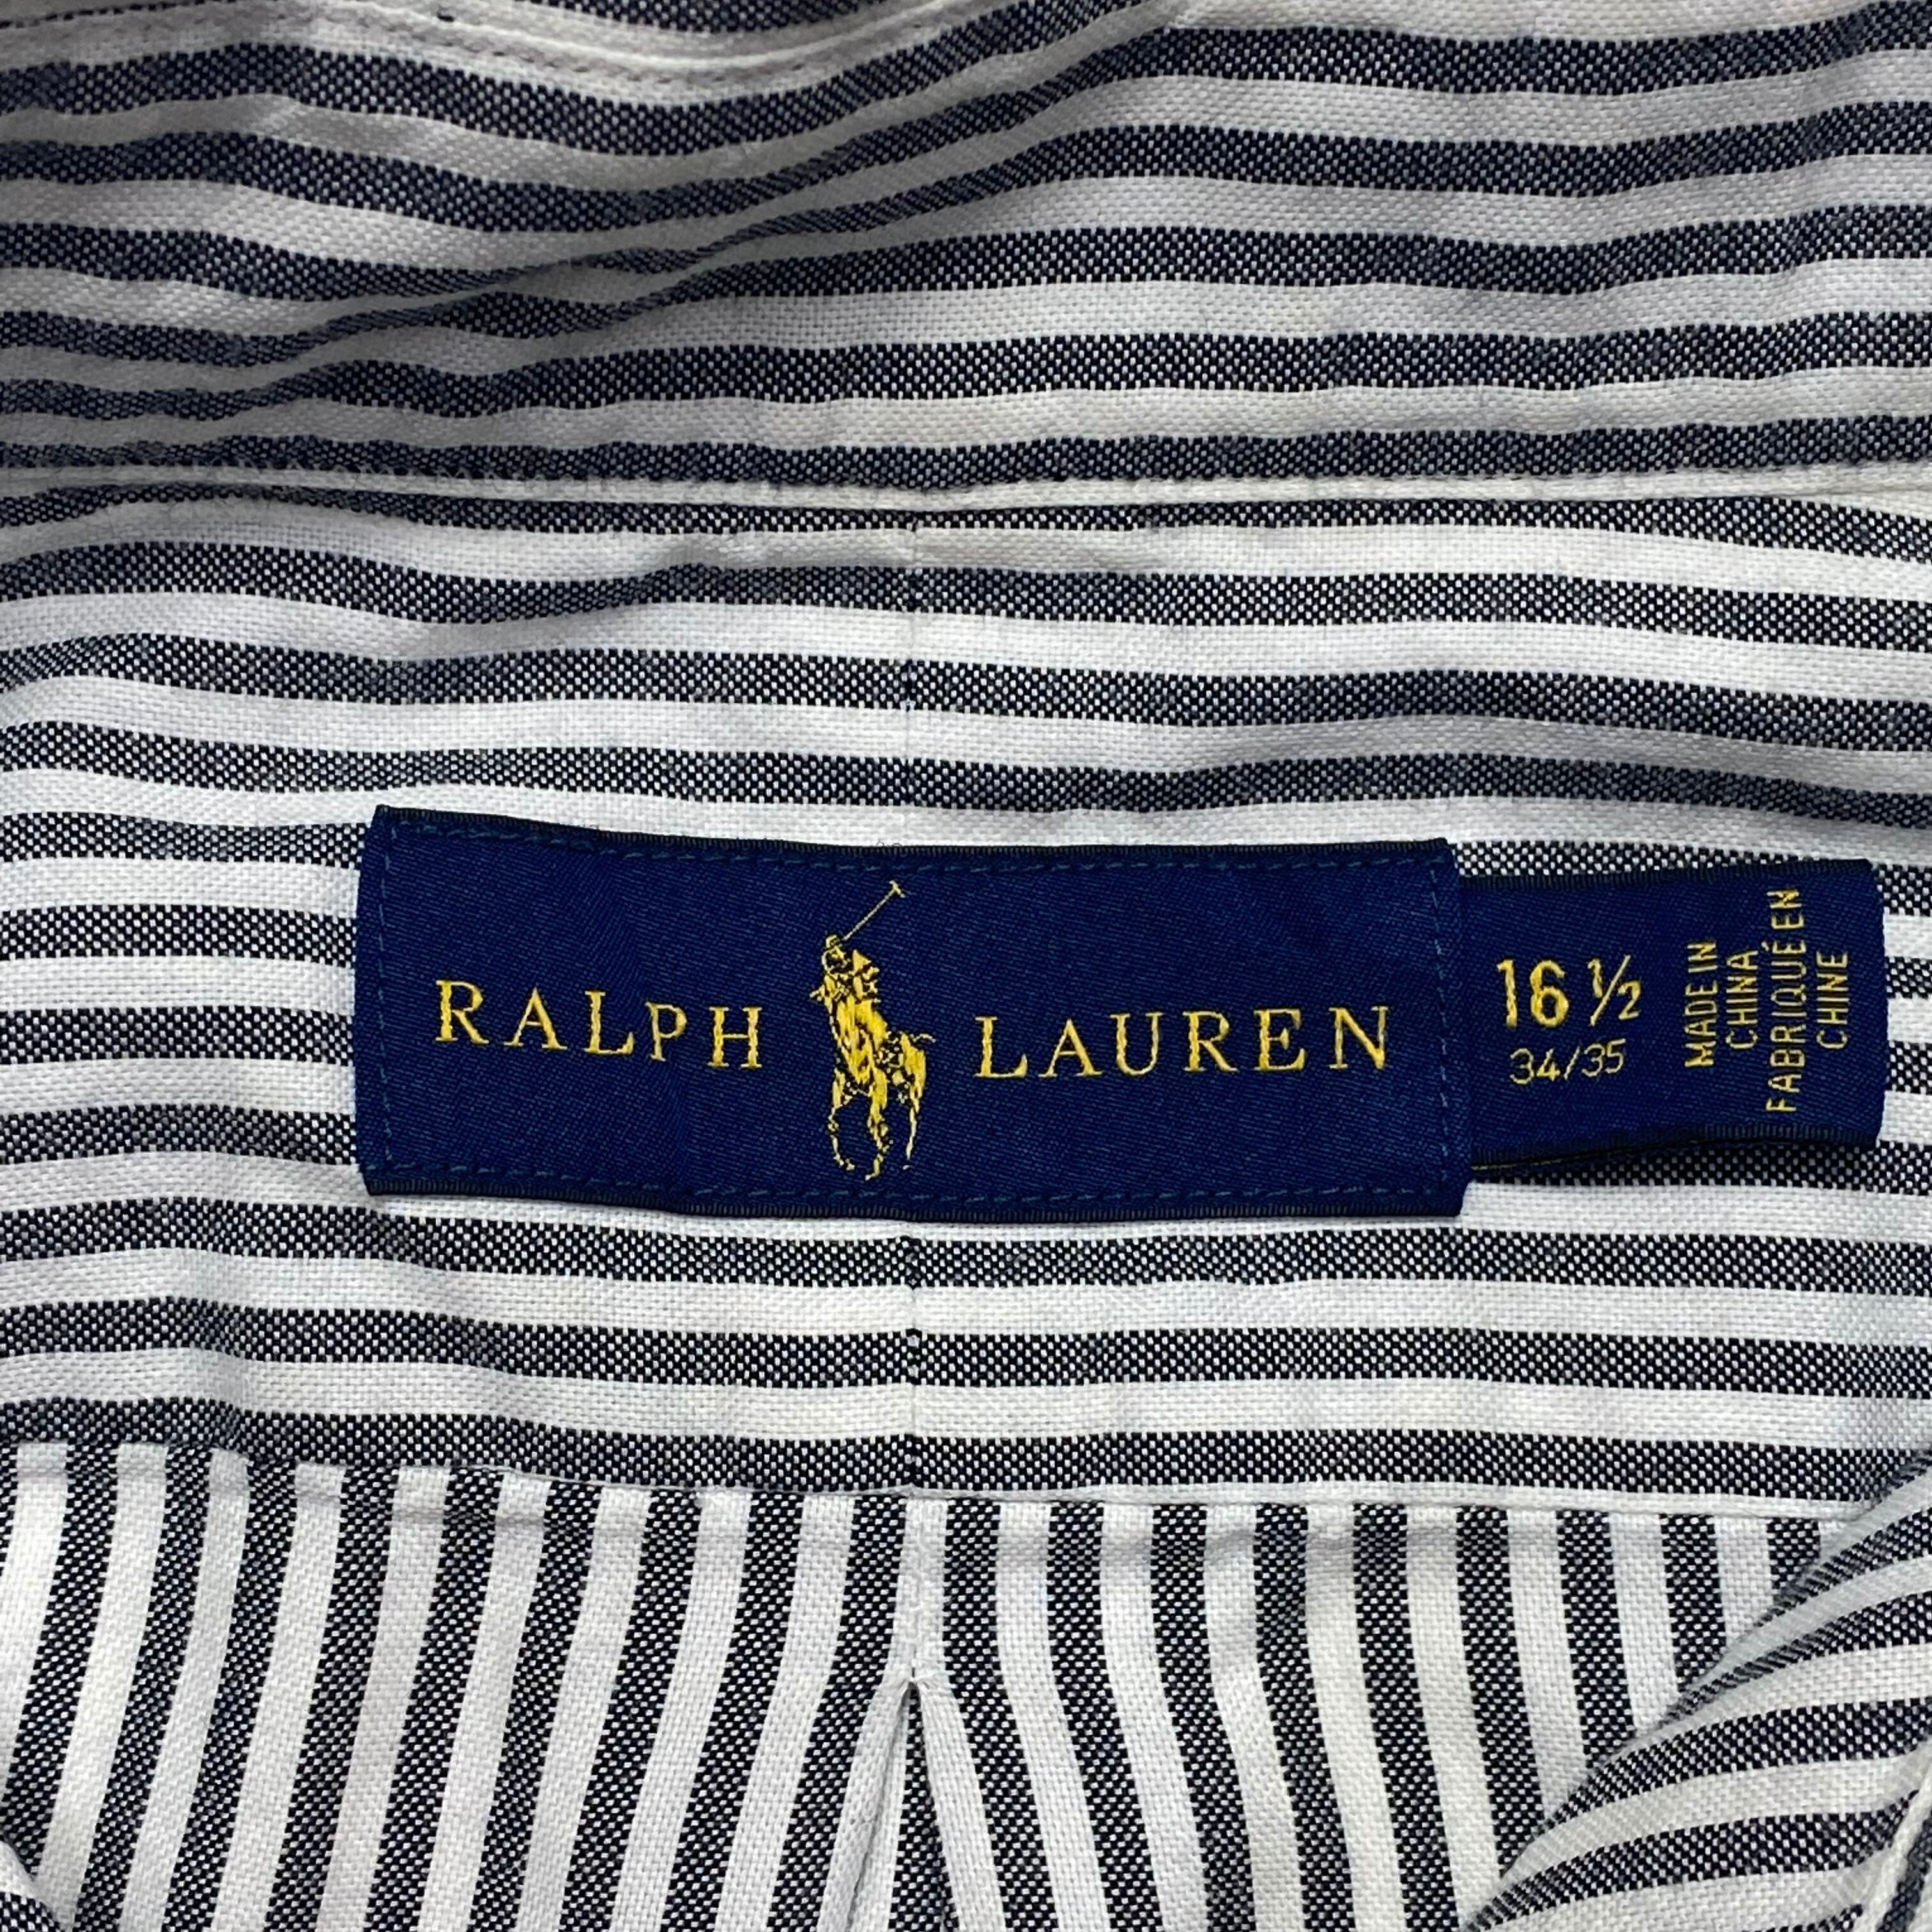 RALPH LAUREN
16 ½
34/35
MADE IN
CHINA
FABRIQUÉ EN
CHINE